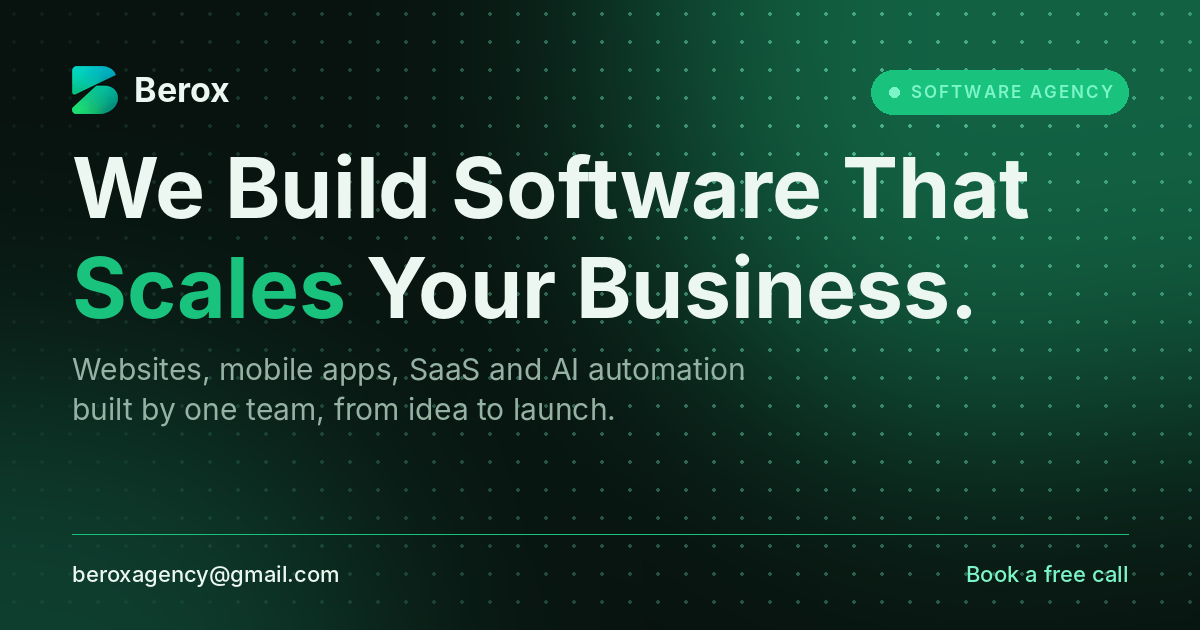 Berox
SOFTWARE AGENCY
We Build Software That
Scales Your Business.
Websites, mobile apps, SaaS and AI automation
built by one team, from idea to launch.
beroxagency@gmail.com
Book a free call